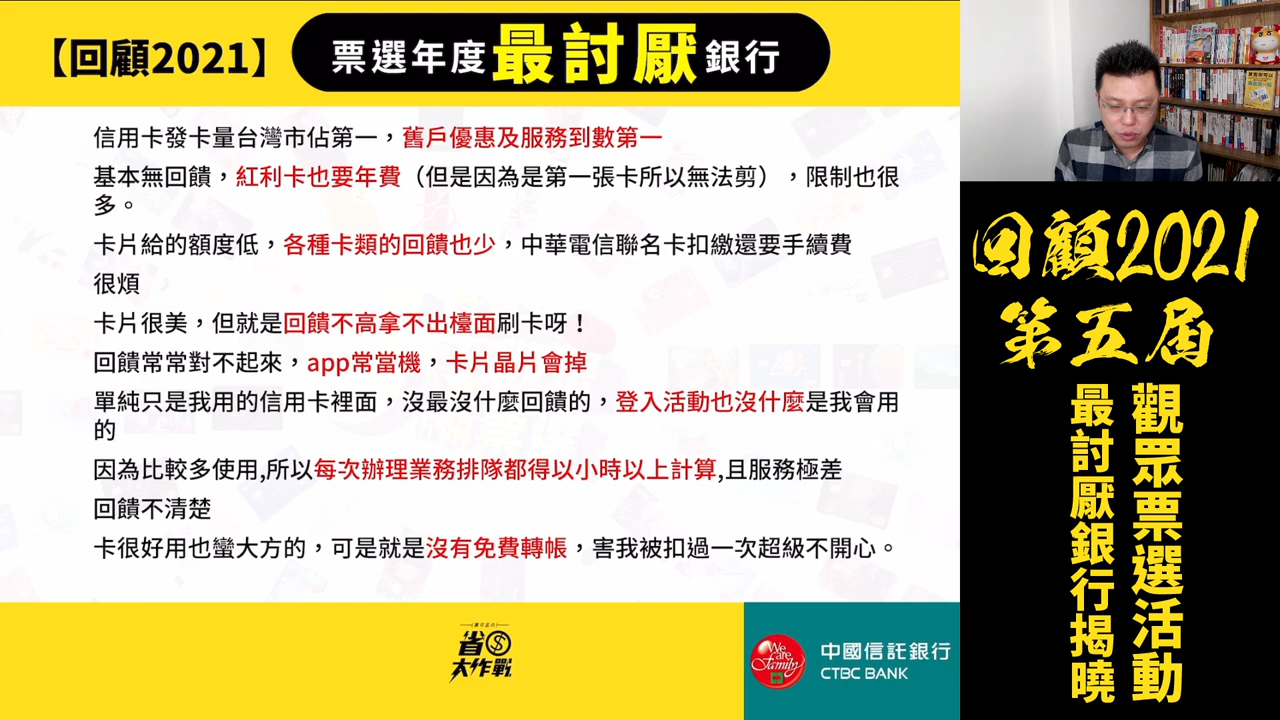 【回顧2021】
票選年度最討厭銀行
信用卡發卡量台灣市佔第一，舊戶優惠及服務到數第一
基本無回饋，紅利卡也要年費（但是因為是第一張卡所以無法剪），限制也很
多。
卡片給的額度低，各種卡類的回饋也少，中華電信聯名卡扣繳還要手續費
很煩
卡片很美，但就是回饋不高拿不出檯面刷卡呀！
回饋常常對不起來，app常當機，卡片晶片會掉
單純只是我用的信用卡裡面，沒最沒什麼回饋的，登入活動也沒什麼是我會用
的
因為比較多使用,所以每次辦理業務排隊都得以小時以上計算,且服務極差
回饋不清楚
卡很好用也蠻大方的，可是就是沒有免費轉帳，害我被扣過一次超級不開心。
省$
大作戰
We Care Family
中國信託銀行
CTBC BANK
回顧2021
第五屆
觀眾票選活動
最討厭銀行揭曉